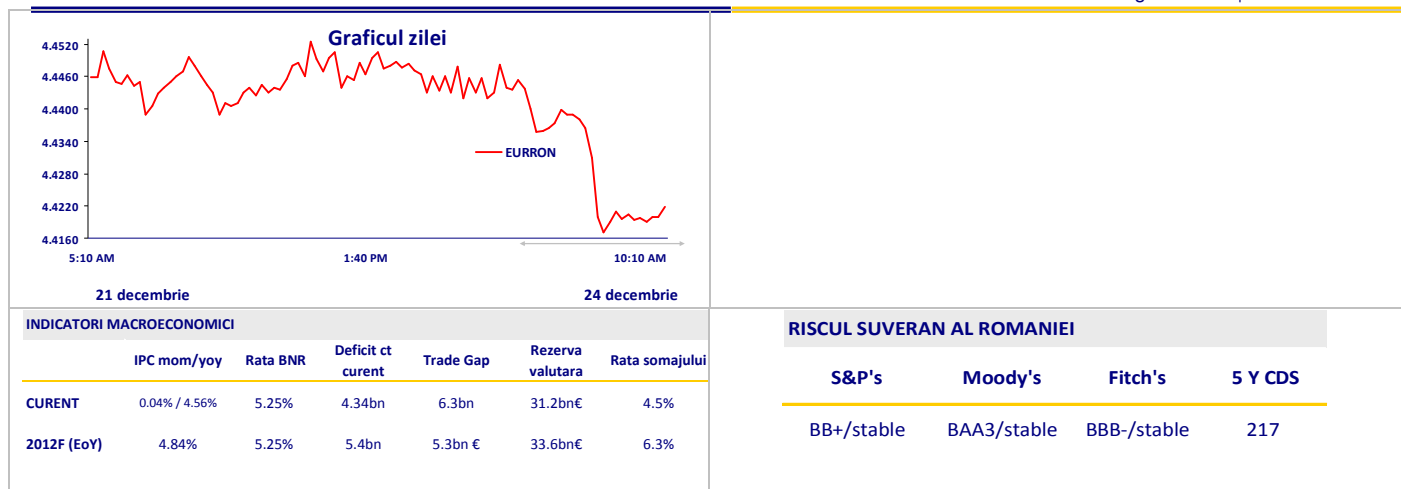 Graficul zilei
4.4520
4.4460
4.4400
4.4340
4.4280
4.4220
4.4160
EURRON
5:10 AM 1:40 PM 10:10 AM
21 decembrie 24 decembrie
INDICATORI MACROECONOMICI
IPC mom/yoy Rata BNR Deficit ct curent Trade Gap Rezerva valutara Rata somajului
CURENT 0.04% / 4.56% 5.25% 4.34bn 6.3bn 31.2bn€ 4.5%
2012F (EoY) 4.84% 5.25% 5.4bn 5.3bn € 33.6bn€ 6.3%
RISCUL SUVERAN AL ROMANIEI
S&P's Moody's Fitch's 5 Y CDS
BB+/stable BAA3/stable BBB-/stable 217